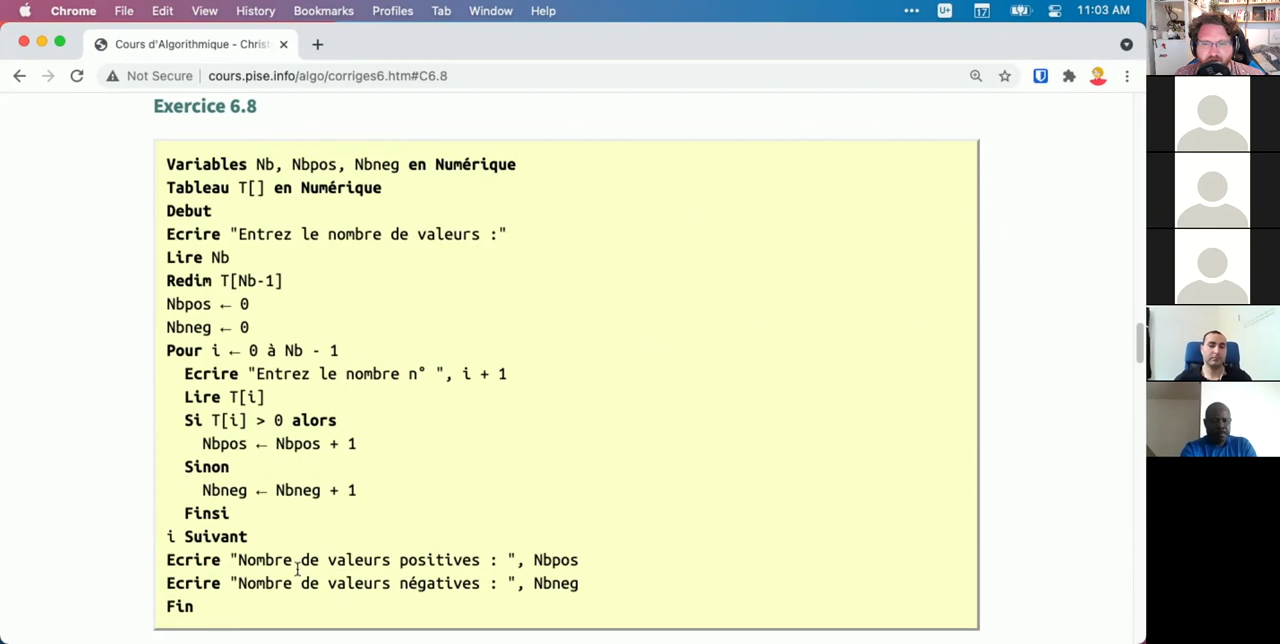 Chrome File Edit View History Bookmarks Profiles Tab Window Help U+ 17 11:03 AM
Cours d'Algorithmique - Christ
Not Secure cours.pise.info/algo/corriges6.htm#C6.8
Exercice 6.8
Variables Nb, Nbpos, Nbneg en Numérique
Tableau T[] en Numérique
Debut
Ecrire "Entrez le nombre de valeurs :"
Lire Nb
Redim T[Nb-1]
Nbpos ← 0
Nbneg ← 0
Pour i ← 0 à Nb - 1
Ecrire "Entrez le nombre n° ", i + 1
Lire T[i]
Si T[i] > 0 alors
Nbpos ← Nbpos + 1
Sinon
Nbneg ← Nbneg + 1
Finsi
i Suivant
Ecrire "Nombre de valeurs positives : ", Nbpos
Ecrire "Nombre de valeurs négatives : ", Nbneg
Fin